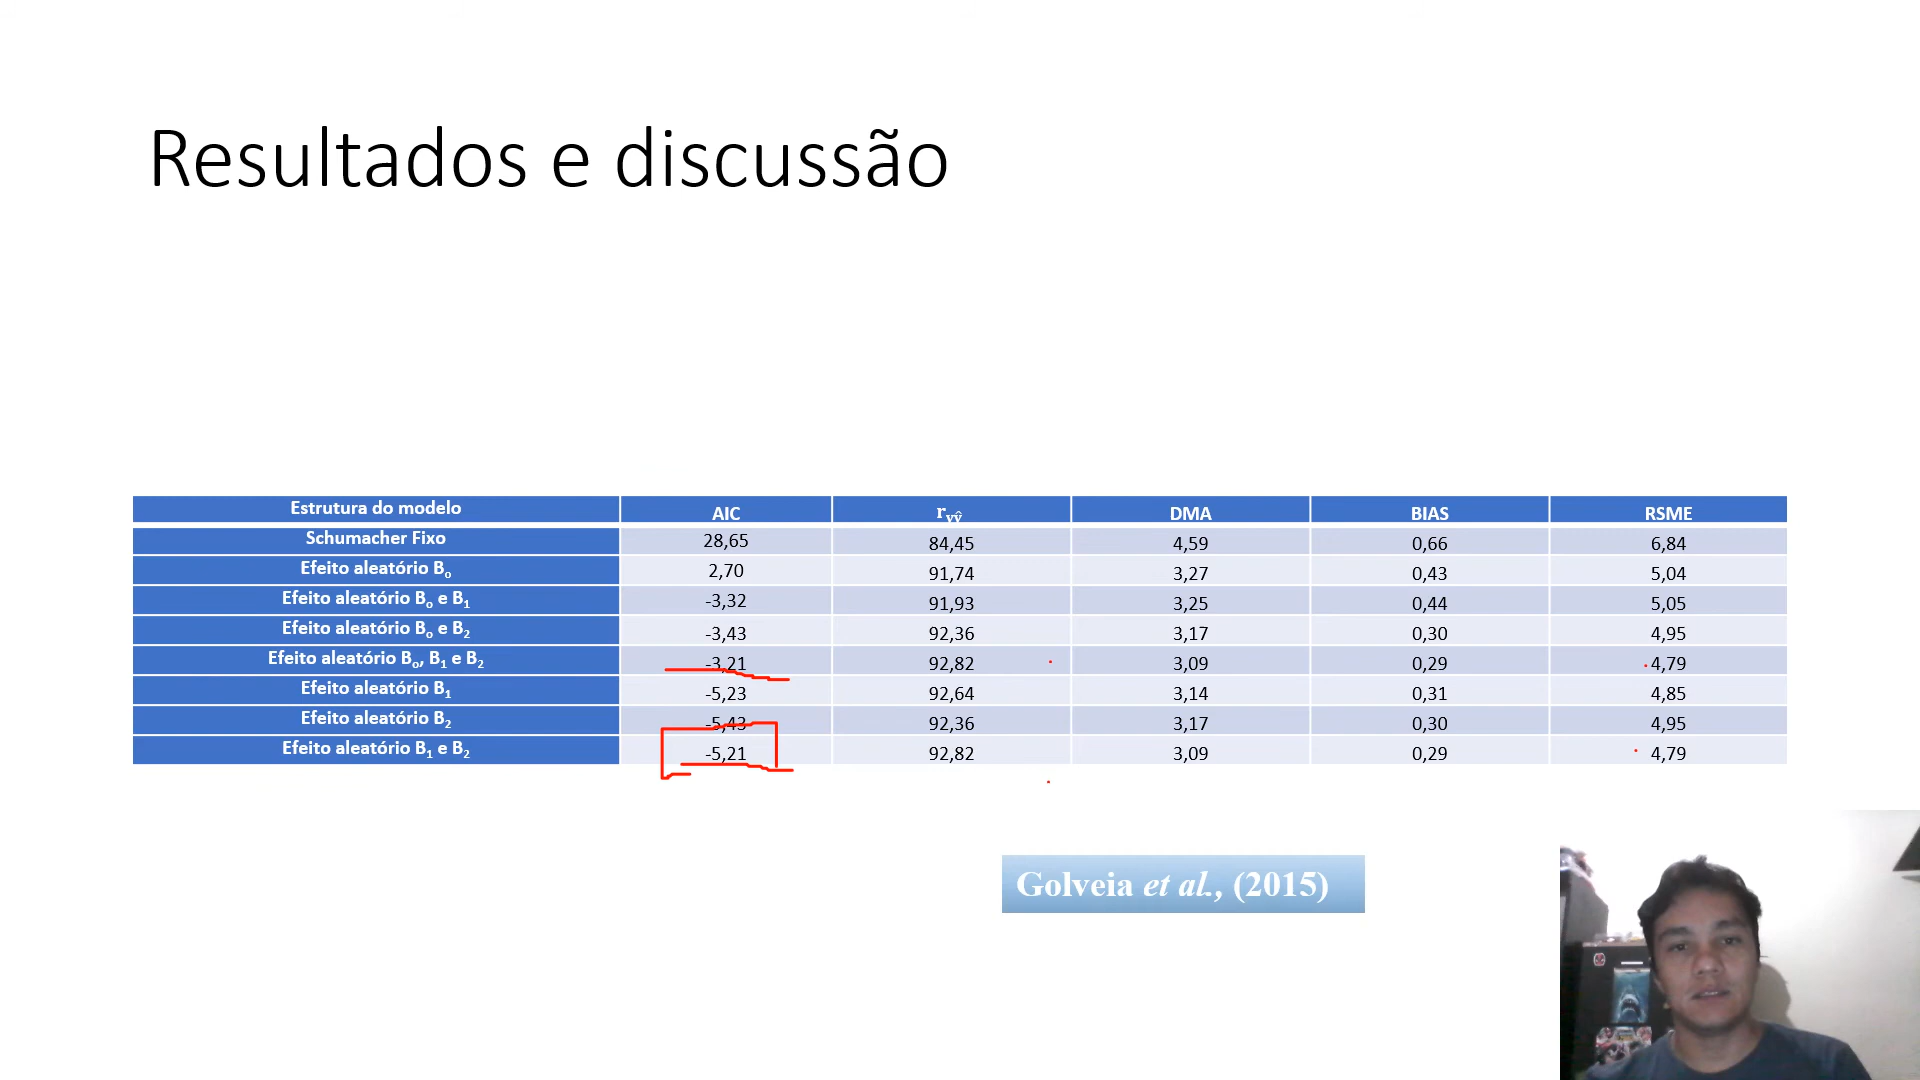 Resultados e discussão
Estrutura do modelo AIC rᵥᵥ̂ DMA BIAS RSME
Schumacher Fixo 28,65 84,45 4,59 0,66 6,84
Efeito aleatório Bₒ 2,70 91,74 3,27 0,43 5,04
Efeito aleatório Bₒ e B₁ -3,32 91,93 3,25 0,44 5,05
Efeito aleatório Bₒ e B₂ -3,43 92,36 3,17 0,30 4,95
Efeito aleatório Bₒ, B₁ e B₂ -3,21 92,82 3,09 0,29 4,79
Efeito aleatório B₁ -5,23 92,64 3,14 0,31 4,85
Efeito aleatório B₂ -5,43 92,36 3,17 0,30 4,95
Efeito aleatório B₁ e B₂ -5,21 92,82 3,09 0,29 4,79
Golveia et al., (2015)